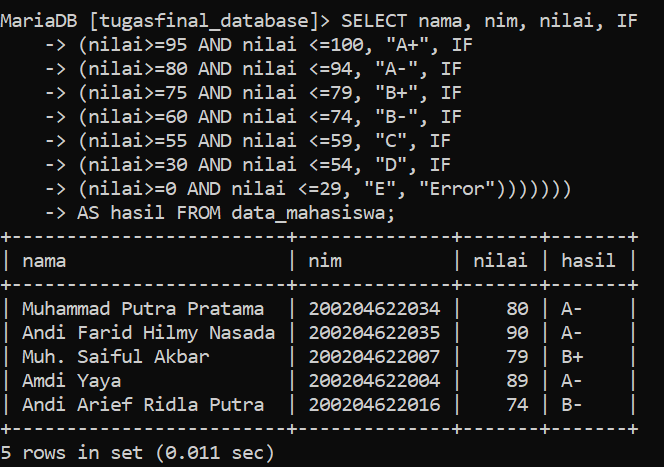 MariaDB [tugasfinal_database]> SELECT nama, nim, nilai, IF
    -> (nilai>=95 AND nilai <=100, "A+", IF
    -> (nilai>=80 AND nilai <=94, "A-", IF
    -> (nilai>=75 AND nilai <=79, "B+", IF
    -> (nilai>=60 AND nilai <=74, "B-", IF
    -> (nilai>=55 AND nilai <=59, "C", IF
    -> (nilai>=30 AND nilai <=54, "D", IF
    -> (nilai>=0 AND nilai <=29, "E", "Error")))))))
    -> AS hasil FROM data_mahasiswa;
+-------------------------+--------------+-------+-------+
| nama                    | nim          | nilai | hasil |
+-------------------------+--------------+-------+-------+
| Muhammad Putra Pratama  | 200204622034 |    80 | A-    |
| Andi Farid Hilmy Nasada | 200204622035 |    90 | A-    |
| Muh. Saiful Akbar       | 200204622007 |    79 | B+    |
| Amdi Yaya               | 200204622004 |    89 | A-    |
| Andi Arief Ridla Putra  | 200204622016 |    74 | B-    |
+-------------------------+--------------+-------+-------+
5 rows in set (0.011 sec)